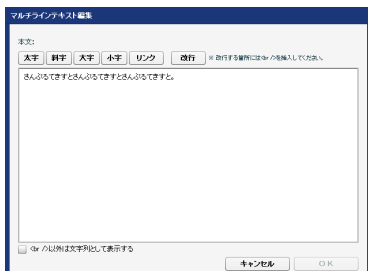 マルチラインテキスト編集
本文:
太字 斜字 大字 小字 リンク 改行 ※ 改行する箇所には<br />を挿入してください。
さんぷるてきすとさんぷるてきすとさんぷるてきすと。
<br />以外は文字列として表示する
キャンセル OK